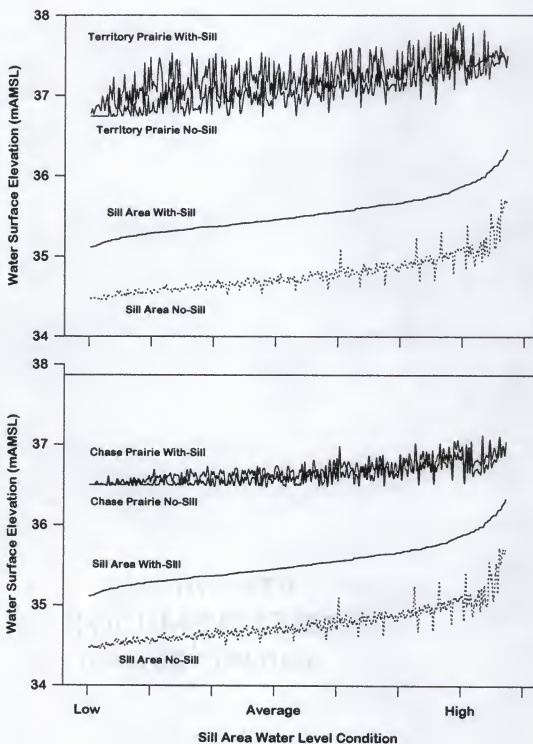 38
Territory Prairie With-Sill
37
Territory Prairie No-Sill
36
Sill Area With-Sill
35
Sill Area No-Sill
34
Water Surface Elevation (mAMSL)
38
Chase Prairie With-Sill
37
Chase Prairie No-Sill
36
Sill Area With-Sill
35
Sill Area No-Sill
34
Water Surface Elevation (mAMSL)
Low Average High
Sill Area Water Level Condition